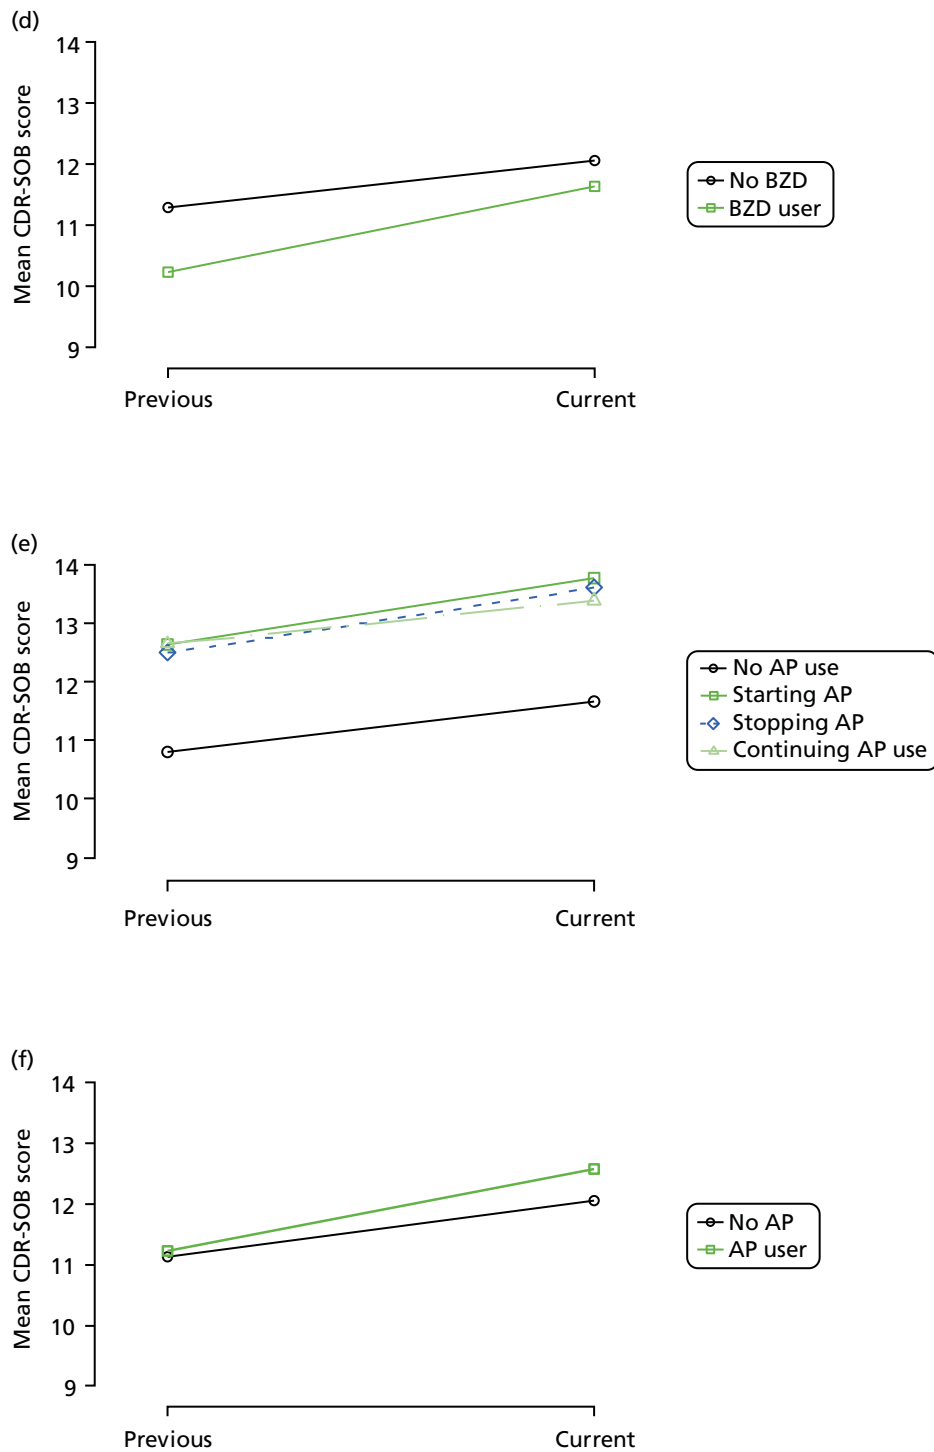 (d)
14
13
12
11
10
9
Mean CDR-SOB score
Previous
Current
No BZD
BZD user
(e)
14
13
12
11
10
9
Mean CDR-SOB score
Previous
Current
No AP use
Starting AP
Stopping AP
Continuing AP use
(f)
14
13
12
11
10
9
Mean CDR-SOB score
Previous
Current
No AP
AP user